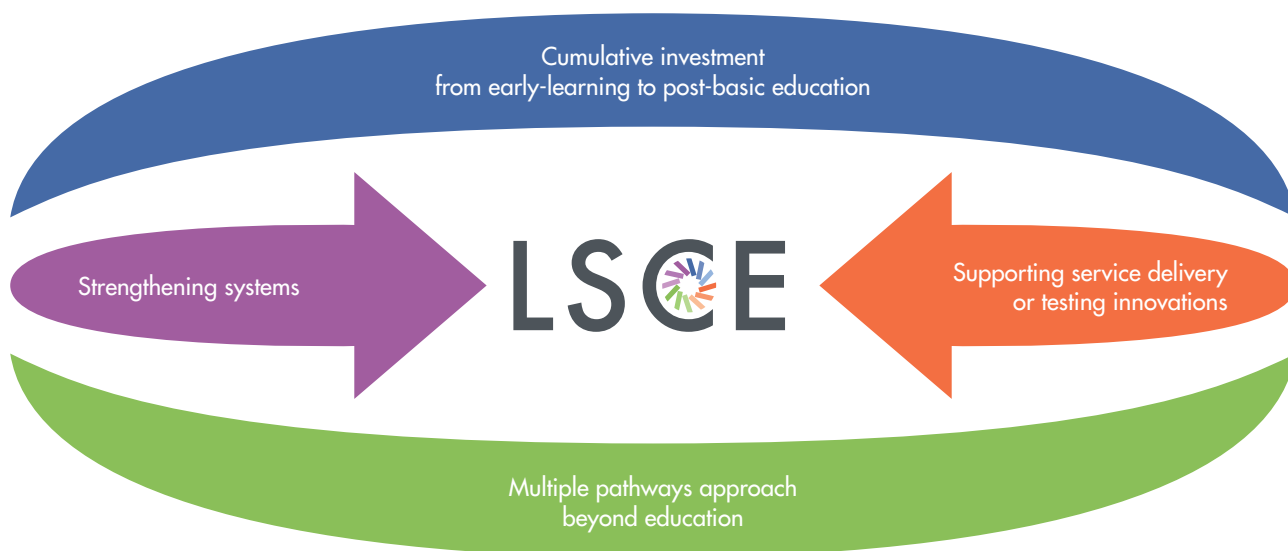 Cumulative investment
from early-learning to post-basic education
Strengthening systems
LSCE
Supporting service delivery
or testing innovations
Multiple pathways approach
beyond education